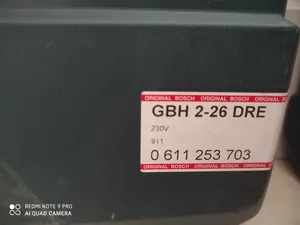 ORIGINAL BOSCH ORIGINAL BOSCH ORIGINAL
GBH 2-26 DRE
230V
911
0 611 253 703
ORIGINAL BOSCH
REDMI NOTE 9 PRO
AI QUAD CAMERA